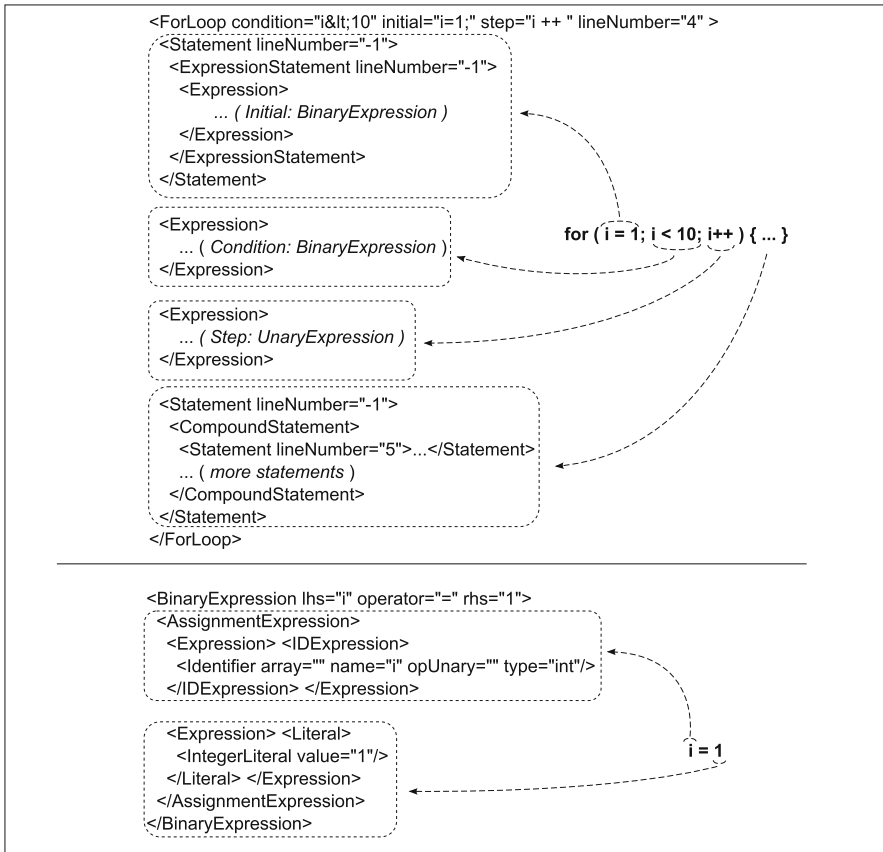 <ForLoop condition="i&lt;10" initial="i=1;" step="i ++ " lineNumber="4" >
<Statement lineNumber="-1">
<ExpressionStatement lineNumber="-1">
<Expression>
... ( Initial: BinaryExpression )
</Expression>
</ExpressionStatement>
</Statement>
<Expression>
... ( Condition: BinaryExpression )
</Expression>
for ( i = 1; i < 10; i++ ) { ... }
<Expression>
... ( Step: UnaryExpression )
</Expression>
<Statement lineNumber="-1">
<CompoundStatement>
<Statement lineNumber="5">...</Statement>
... ( more statements )
</CompoundStatement>
</Statement>
</ForLoop>
<BinaryExpression lhs="i" operator="=" rhs="1">
<AssignmentExpression>
<Expression> <IDExpression>
<Identifier array="" name="i" opUnary="" type="int"/>
</IDExpression> </Expression>
<Expression> <Literal>
<IntegerLiteral value="1"/>
</Literal> </Expression>
</AssignmentExpression>
</BinaryExpression>
i = 1